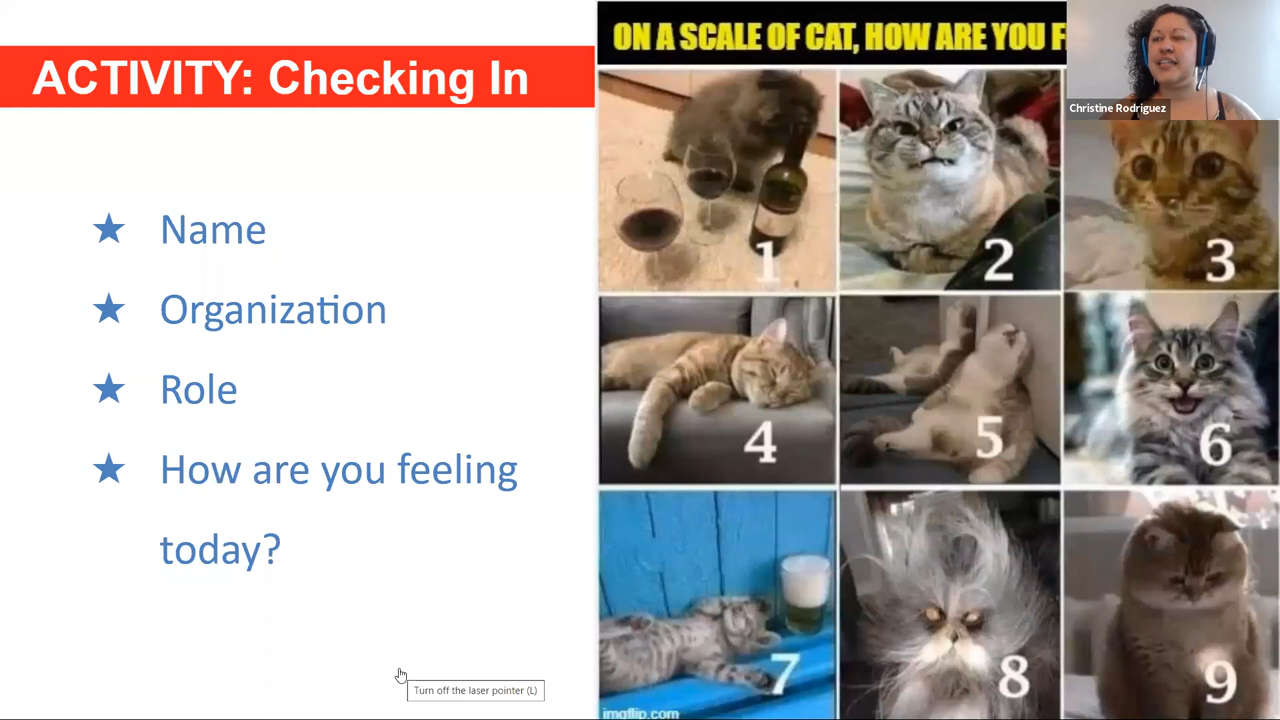 ACTIVITY: Checking In
★ Name
★ Organization
★ Role
★ How are you feeling
today?
Turn off the laser pointer (L)
ON A SCALE OF CAT, HOW ARE YOU F
Christine Rodriguez
1
2
3
4
5
6
7
8
9
imgflip.com